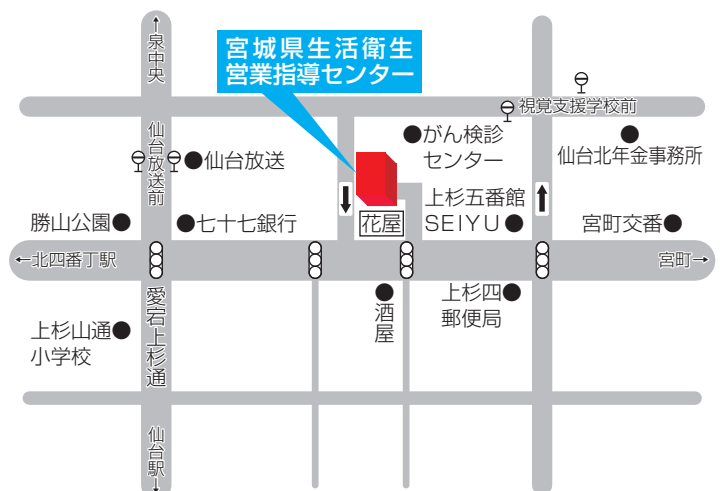 ←泉中央
宮城県生活衛生
営業指導センター
視覚支援学校前
仙台放送前
仙台放送
がん検診
センター
仙台北年金事務所
勝山公園
七十七銀行
花屋
上杉五番館
SEIYU
宮町交番
←北四番丁駅
宮町→
愛宕上杉通
酒屋
上杉四
郵便局
上杉山通
小学校
仙台駅→